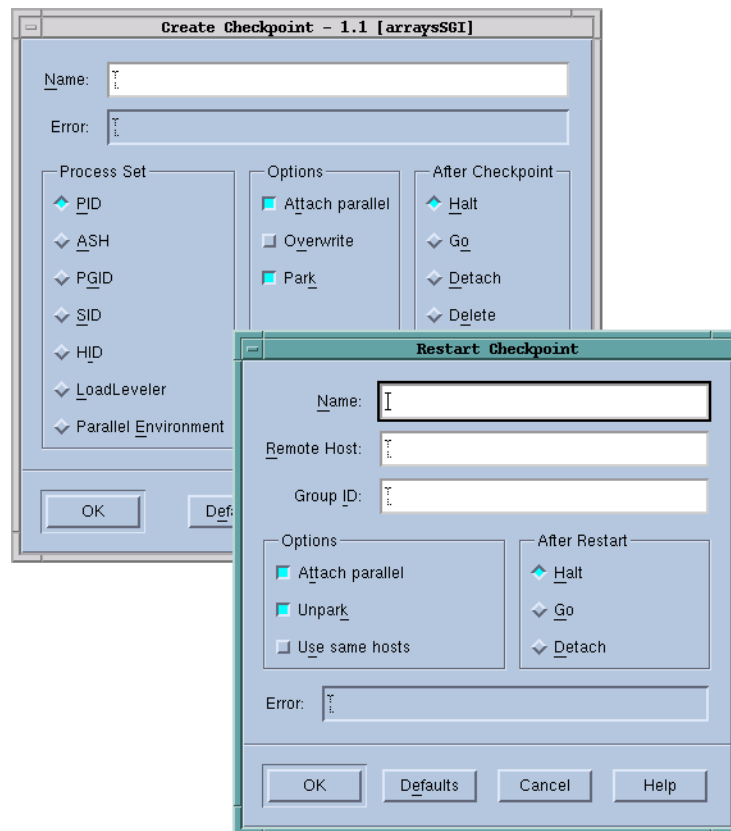 Create Checkpoint - 1.1 [arraysSGI]
Name:
Error:
Process Set
PID
ASH
PGID
SID
HID
LoadLeveler
Parallel Environment
Options
Attach parallel
Overwrite
Park
After Checkpoint
Halt
Go
Detach
Delete
OK
Defa
Restart Checkpoint
Name:
Remote Host:
Group ID:
Options
Attach parallel
Unpark
Use same hosts
After Restart
Halt
Go
Detach
Error:
OK
Defaults
Cancel
Help